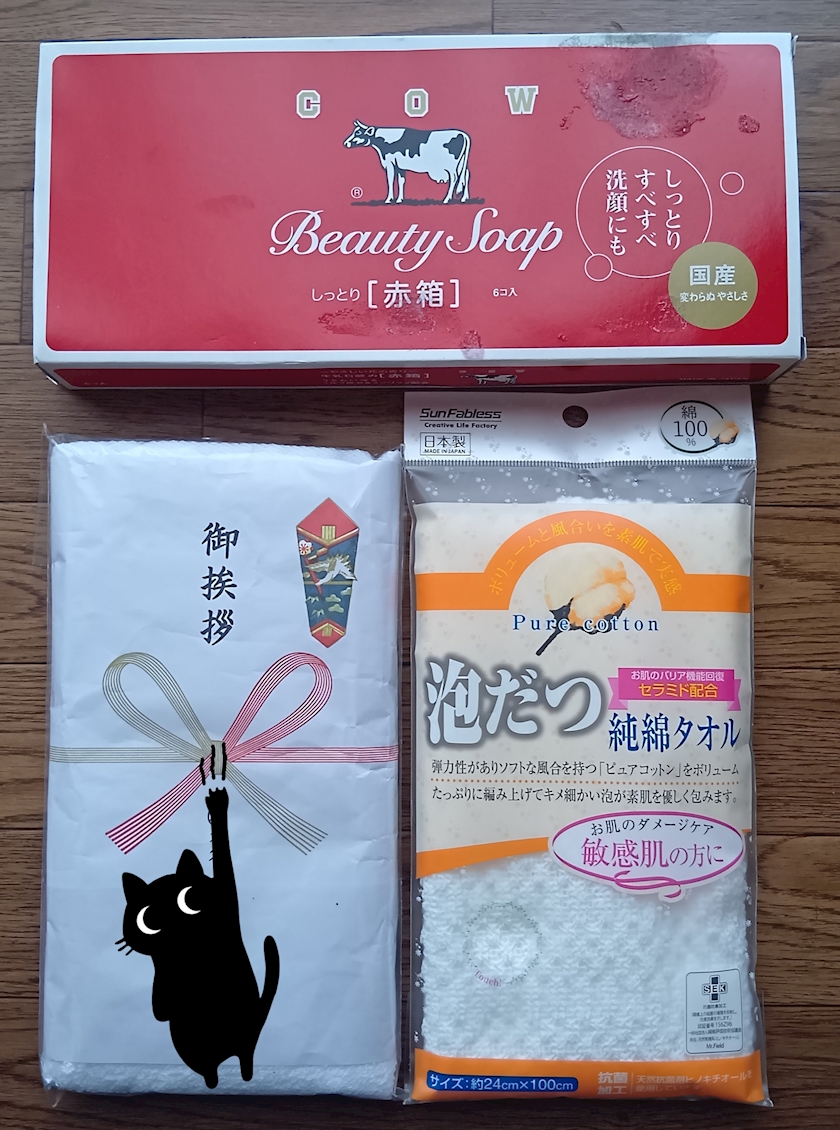 COW
®
Beauty Soap
しっとり[赤箱] 6コ入
しっとり
すべすべ
洗顔にも
国産
変わらぬ やさしさ
[赤箱]
御挨拶
SunFabless
Creative Life Factory
日本製
MADE IN JAPAN
綿
100
%
ボリュームと風合いを素肌で実感
Pure cotton
泡だつ
お肌のバリア機能回復
セラミド配合
純綿タオル
弾力性がありソフトな風合を持つ「ピュアコットン」をボリューム
たっぷりに編み上げてキメ細かい泡が素肌を優しく包みます。
お肌のダメージケア
敏感肌の方に
touch!
SEK
Mr.Field
サイズ:約24cm×100cm
抗菌
加工
天然抗菌剤ヒノキチオール